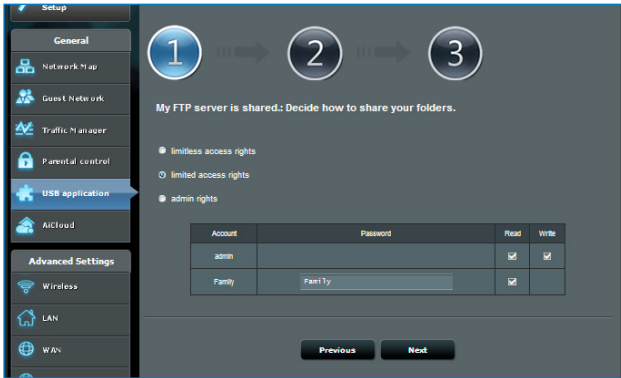 Setup
General
Network Map
Guest Network
Traffic Manager
Parental control
USB application
AiCloud
Advanced Settings
Wireless
LAN
WAN
1 2 3
My FTP server is shared.: Decide how to share your folders.
limitless access rights
limited access rights
admin rights
Account Password Read Write
admin
Family Family
Previous Next